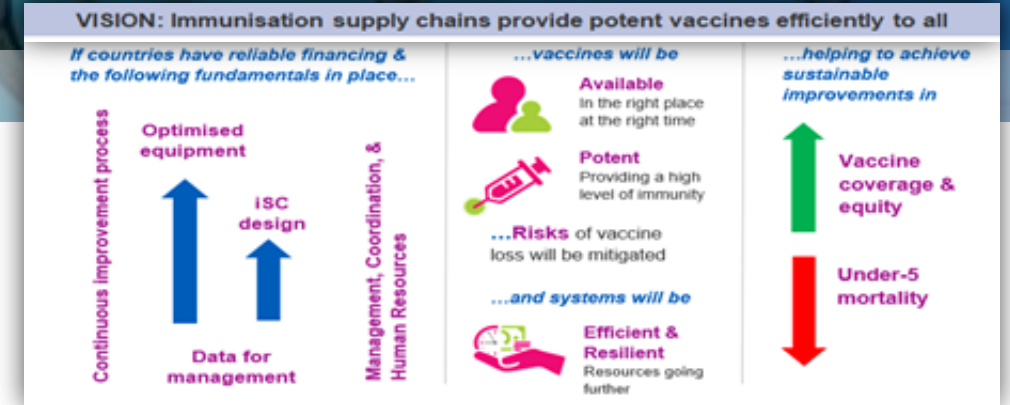 VISION: Immunisation supply chains provide potent vaccines efficiently to all
If countries have reliable financing &
the following fundamentals in place...
Continuous improvement process
Optimised
equipment
iSC
design
Data for
management
Management, Coordination, &
Human Resources
...vaccines will be
Available
In the right place
at the right time
Potent
Providing a high
level of immunity
...Risks of vaccine
loss will be mitigated
...and systems will be
Efficient &
Resilient
Resources going
further
...helping to achieve
sustainable
improvements in
Vaccine
coverage &
equity
Under-5
mortality